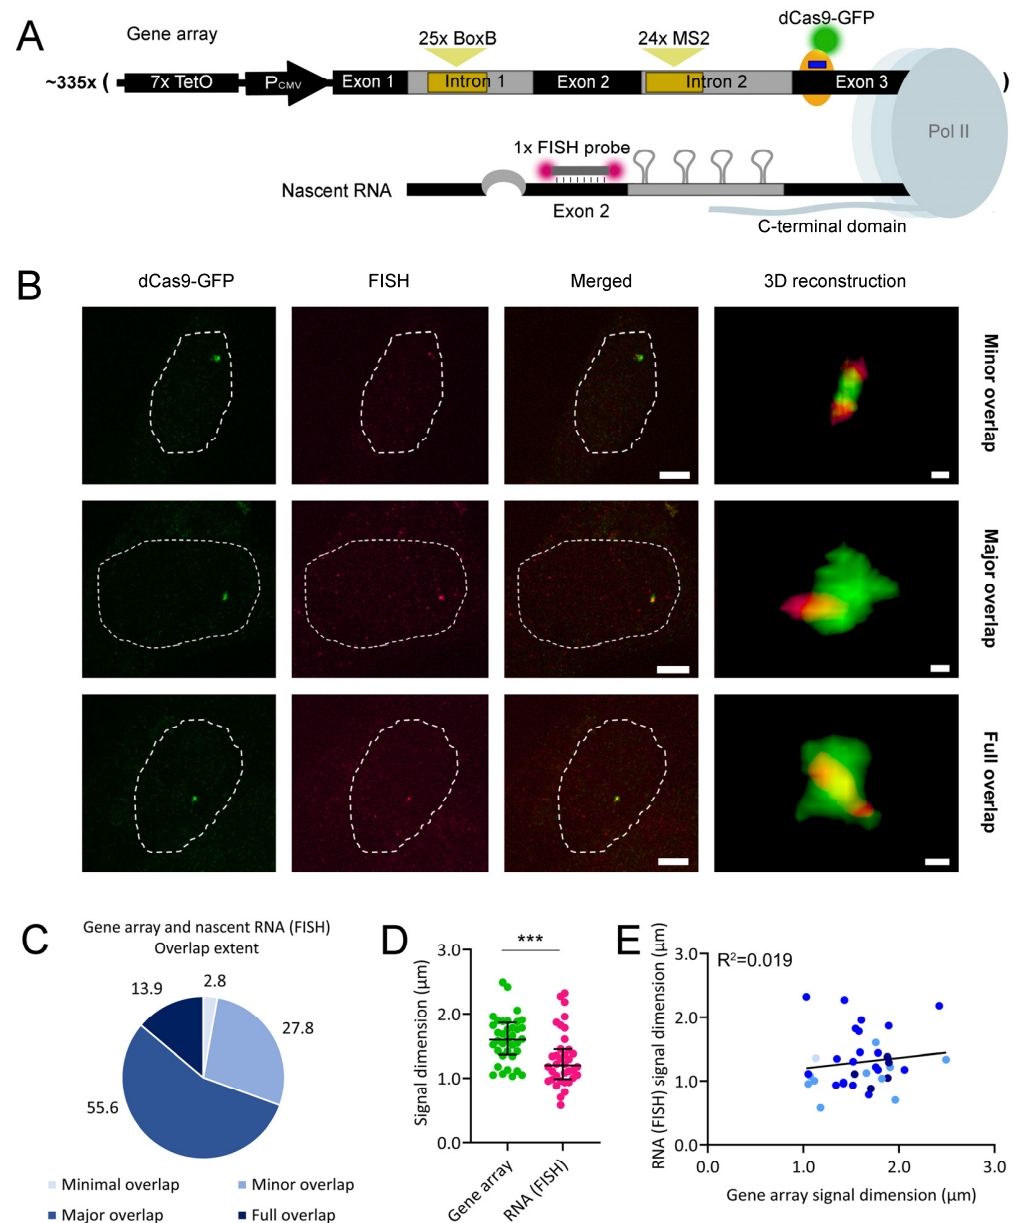 A
Gene array
25x BoxB
24x MS2
dCas9-GFP
~335x (
7x TetO
PCMV
Exon 1
Intron 1
Exon 2
Intron 2
Exon 3
)
Pol II
1x FISH probe
Nascent RNA
Exon 2
C-terminal domain
B
dCas9-GFP
FISH
Merged
3D reconstruction
Minor overlap
Major overlap
Full overlap
C
Gene array and nascent RNA (FISH)
Overlap extent
2.8
13.9
27.8
55.6
Minimal overlap
Minor overlap
Major overlap
Full overlap
D
Signal dimension (µm)
3.0
2.0
1.0
0.0
***
Gene array
RNA (FISH)
E
RNA (FISH) signal dimension (µm)
3.0
2.0
1.0
0.0
R²=0.019
0.0
1.0
2.0
3.0
Gene array signal dimension (µm)